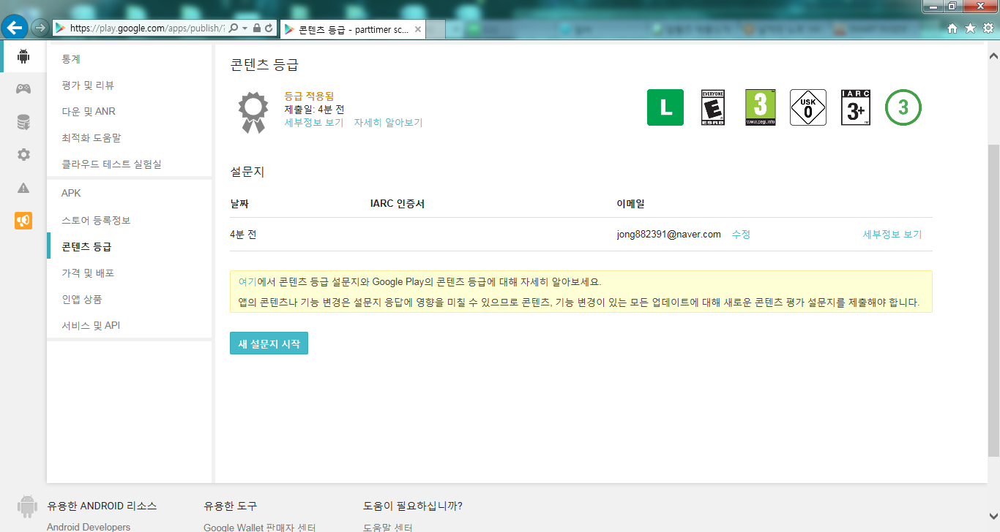 https://play.google.com/apps/publish/?
콘텐츠 등급 - parttimer sc...
통계
평가 및 리뷰
다운 및 ANR
최적화 도움말
클라우드 테스트 실험실
APK
스토어 등록정보
콘텐츠 등급
가격 및 배포
인앱 상품
서비스 및 API
콘텐츠 등급
등급 적용됨
제출일: 4분 전
세부정보 보기 자세히 알아보기
L
EVERYONE
E
ESRB
3
www.pegi.info
USK
0
IARC
3+
3
설문지
날짜 IARC 인증서 이메일
4분 전 jong882391@naver.com 수정 세부정보 보기
여기에서 콘텐츠 등급 설문지와 Google Play의 콘텐츠 등급에 대해 자세히 알아보세요.
앱의 콘텐츠나 기능 변경은 설문지 응답에 영향을 미칠 수 있으므로 콘텐츠, 기능 변경이 있는 모든 업데이트에 대해 새로운 콘텐츠 평가 설문지를 제출해야 합니다.
새 설문지 시작
유용한 ANDROID 리소스 유용한 도구 도움이 필요하십니까?
Android Developers Google Wallet 판매자 센터 도움말 센터